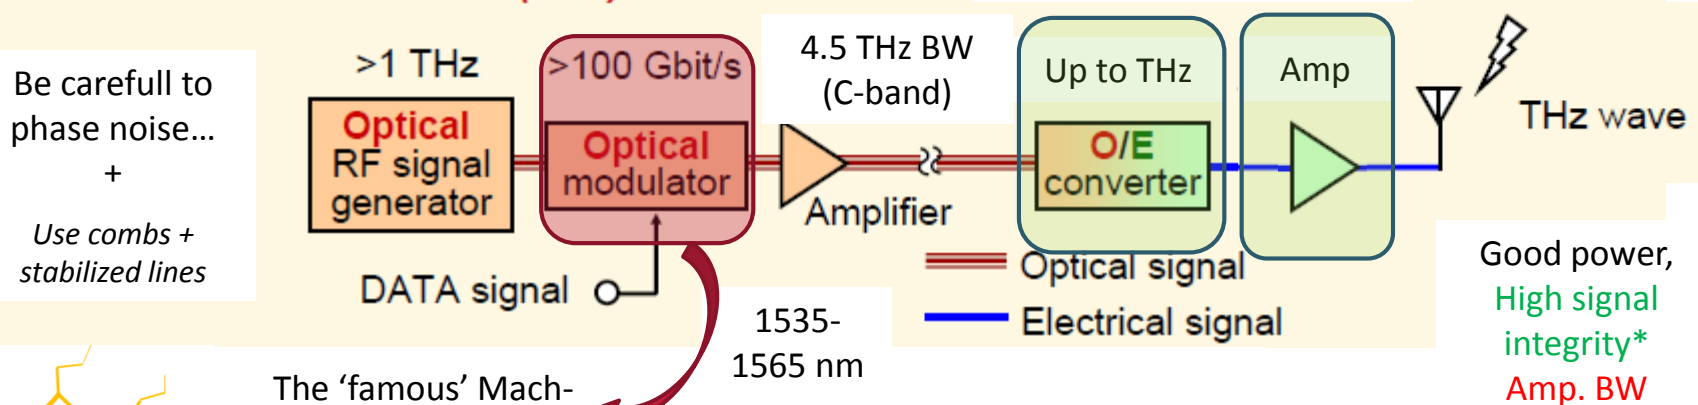 Be carefull to
phase noise...
+
Use combs +
stabilized lines
>1 THz
Optical
RF signal
generator
>100 Gbit/s
Optical
modulator
DATA signal
4.5 THz BW
(C-band)
Amplifier
Up to THz
O/E
converter
Amp
THz wave
Optical signal
Electrical signal
1535-
1565 nm
Good power,
High signal
integrity*
Amp. BW
The ‘famous’ Mach-